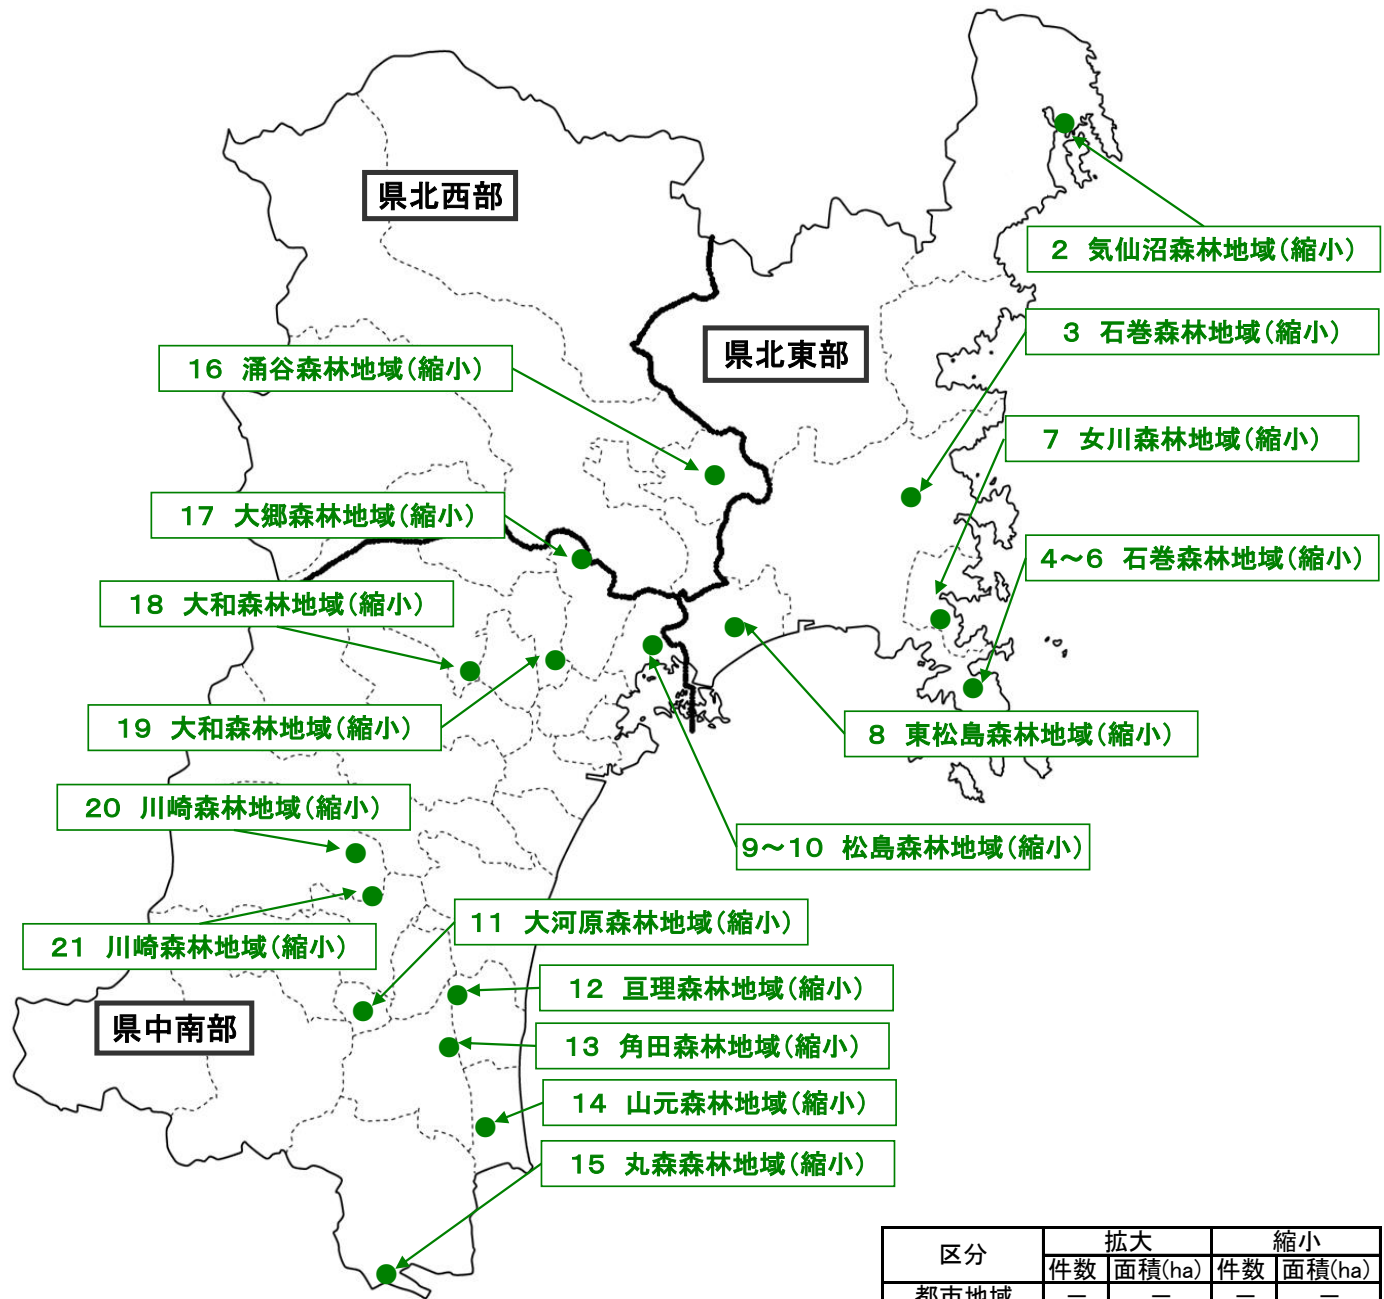 県北西部
2　気仙沼森林地域（縮小）
3　石巻森林地域（縮小）
県北東部
16　涌谷森林地域（縮小）
7　女川森林地域（縮小）
17　大郷森林地域（縮小）
4～6　石巻森林地域（縮小）
18　大和森林地域（縮小）
19　大和森林地域（縮小）
8　東松島森林地域（縮小）
20　川崎森林地域（縮小）
9～10　松島森林地域（縮小）
11　大河原森林地域（縮小）
21　川崎森林地域（縮小）
12　亘理森林地域（縮小）
県中南部
13　角田森林地域（縮小）
14　山元森林地域（縮小）
15　丸森森林地域（縮小）
区分 拡大 縮小
件数 面積(ha) 件数 面積(ha)
都市地域 － － － －